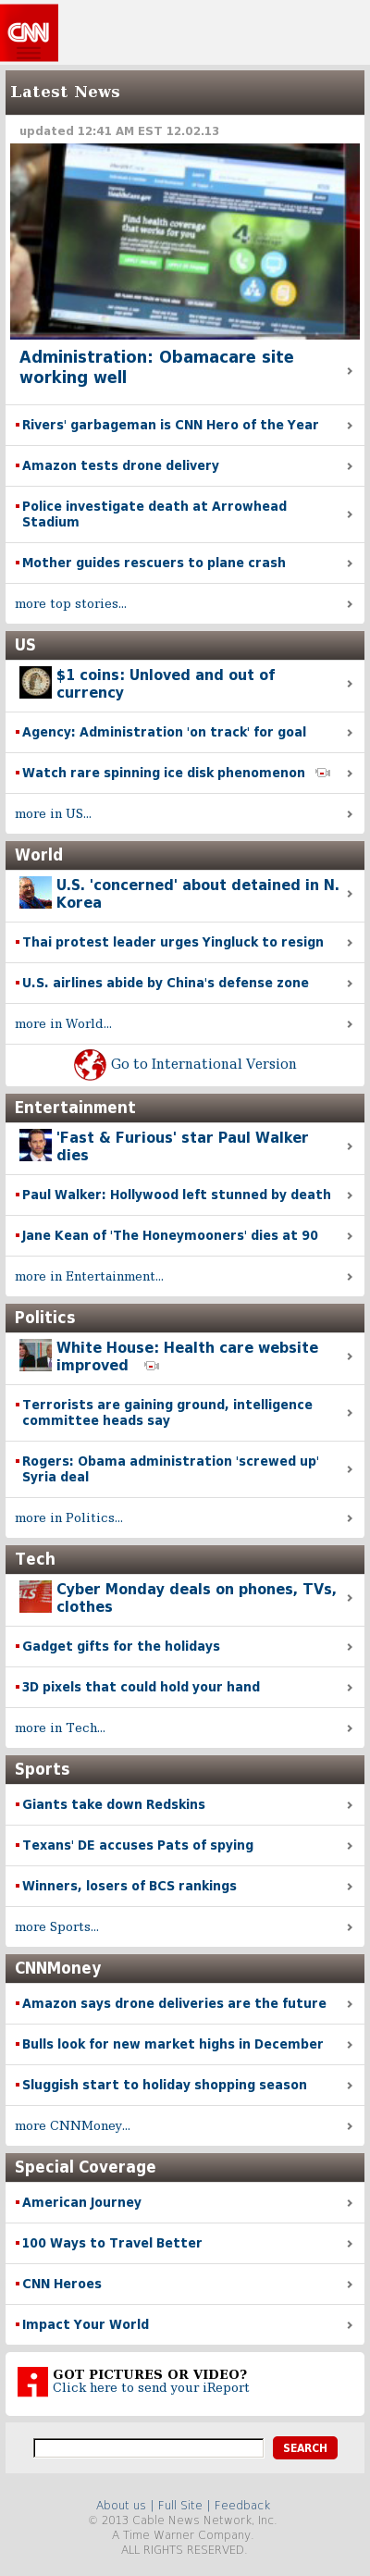 CNN
Latest News
updated 12:41 AM EST 12.02.13
HealthCare.gov
Administration: Obamacare site
working well
Rivers' garbageman is CNN Hero of the Year
Amazon tests drone delivery
Police investigate death at Arrowhead
Stadium
Mother guides rescuers to plane crash
more top stories...
US
$1 coins: Unloved and out of
currency
Agency: Administration 'on track' for goal
Watch rare spinning ice disk phenomenon
more in US...
World
U.S. 'concerned' about detained in N.
Korea
Thai protest leader urges Yingluck to resign
U.S. airlines abide by China's defense zone
more in World...
Go to International Version
Entertainment
'Fast & Furious' star Paul Walker
dies
Paul Walker: Hollywood left stunned by death
Jane Kean of 'The Honeymooners' dies at 90
more in Entertainment...
Politics
White House: Health care website
improved
Terrorists are gaining ground, intelligence
committee heads say
Rogers: Obama administration 'screwed up'
Syria deal
more in Politics...
Tech
Cyber Monday deals on phones, TVs,
clothes
Gadget gifts for the holidays
3D pixels that could hold your hand
more in Tech...
Sports
Giants take down Redskins
Texans' DE accuses Pats of spying
Winners, losers of BCS rankings
more Sports...
CNNMoney
Amazon says drone deliveries are the future
Bulls look for new market highs in December
Sluggish start to holiday shopping season
more CNNMoney...
Special Coverage
American Journey
100 Ways to Travel Better
CNN Heroes
Impact Your World
GOT PICTURES OR VIDEO?
Click here to send your iReport
SEARCH
About us | Full Site | Feedback
© 2013 Cable News Network, Inc.
A Time Warner Company.
ALL RIGHTS RESERVED.